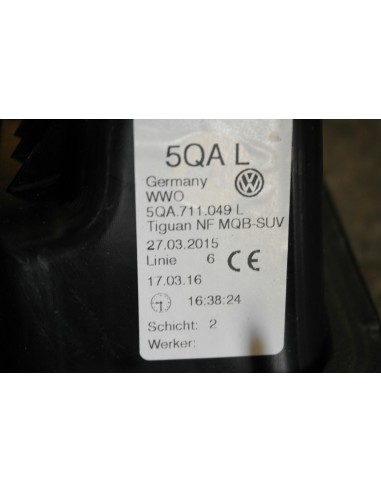 5QA L
Germany
WWO
5QA.711.049 L
Tiguan NF MQB-SUV
27.03.2015
Linie 6 CE
17.03.16
16:38:24
Schicht: 2
Werker: